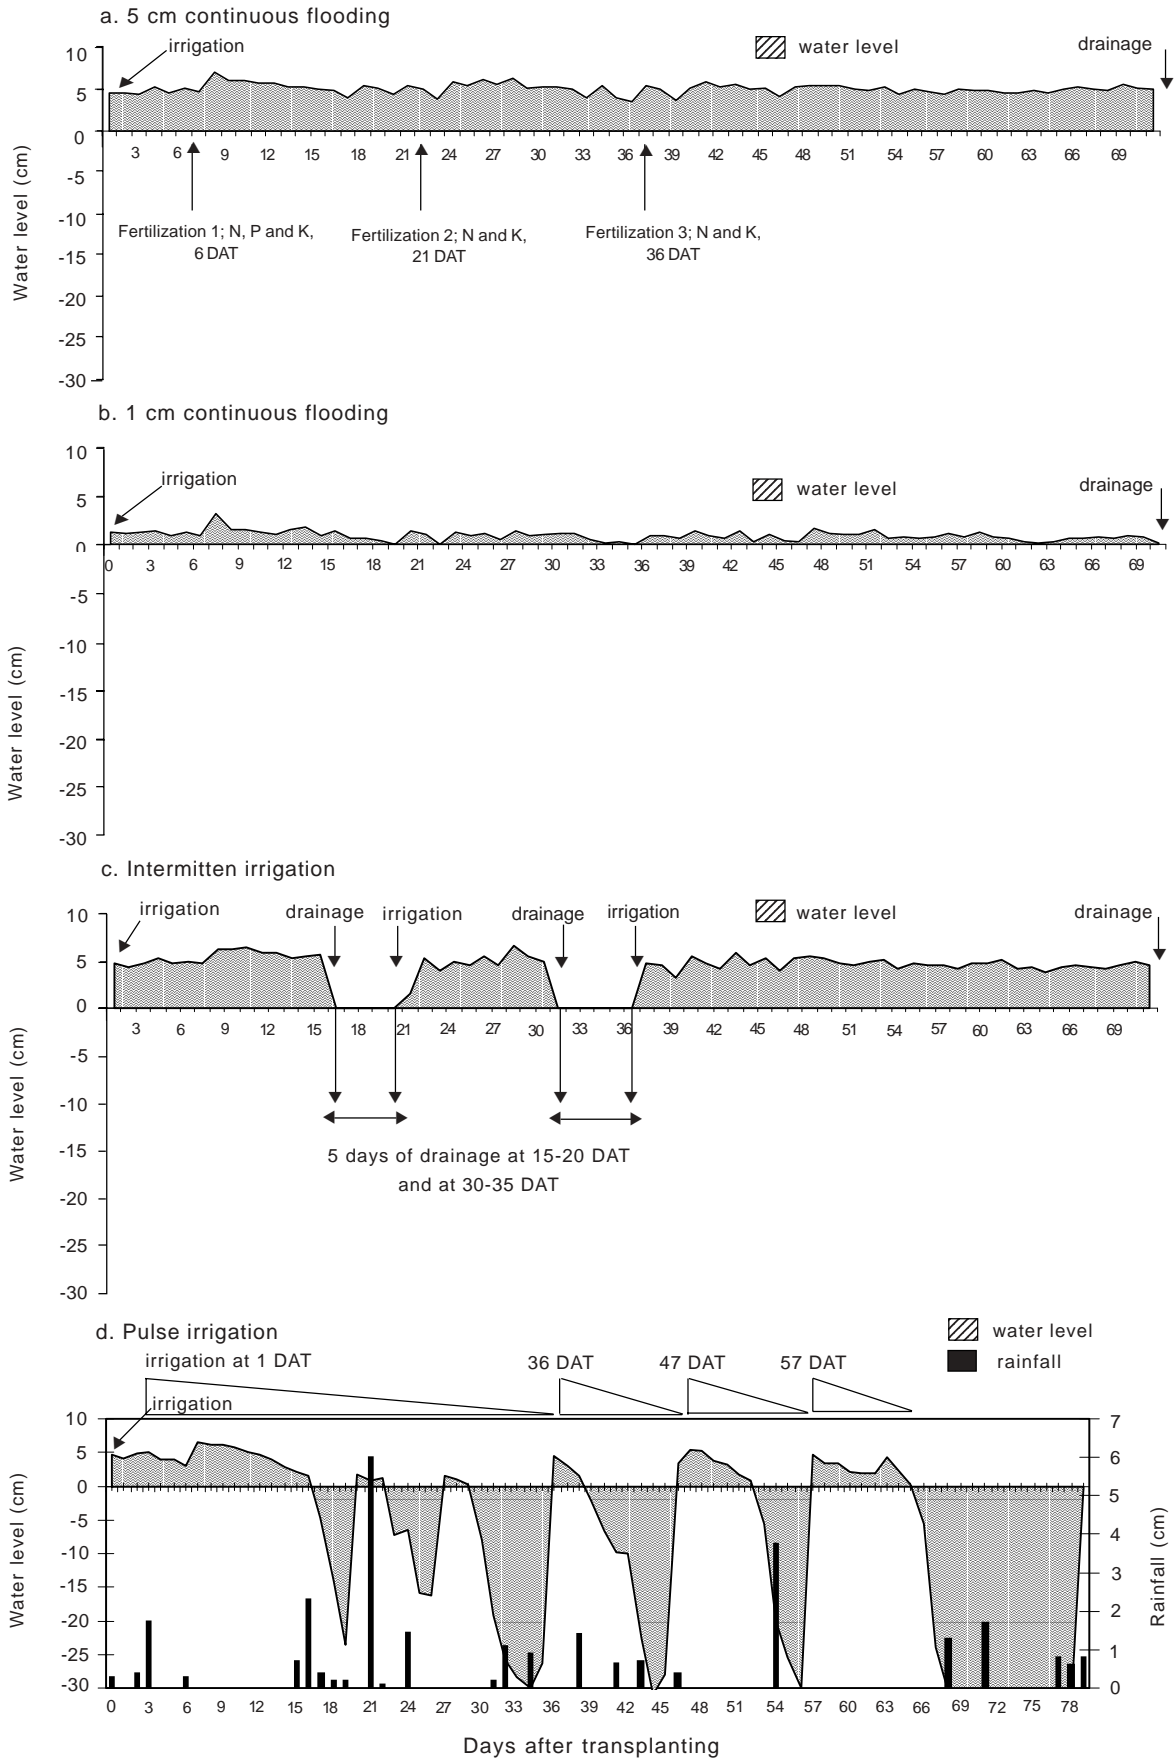 a. 5 cm continuous flooding
irrigation
water level
drainage
10
5
0
-5
-10
-15
-20
-25
-30
Water level (cm)
3 6 9 12 15 18 21 24 27 30 33 36 39 42 45 48 51 54 57 60 63 66 69
Fertilization 1; N, P and K,
6 DAT
Fertilization 2; N and K,
21 DAT
Fertilization 3; N and K,
36 DAT
b. 1 cm continuous flooding
irrigation
water level
drainage
10
5
0
-5
-10
-15
-20
-25
-30
Water level (cm)
0 3 6 9 12 15 18 21 24 27 30 33 36 39 42 45 48 51 54 57 60 63 66 69
c. Intermitten irrigation
irrigation
drainage
irrigation
drainage
irrigation
water level
drainage
10
5
0
-5
-10
-15
-20
-25
-30
Water level (cm)
3 6 9 12 15 18 21 24 27 30 33 36 39 42 45 48 51 54 57 60 63 66 69
5 days of drainage at 15-20 DAT
and at 30-35 DAT
d. Pulse irrigation
water level
rainfall
irrigation at 1 DAT
36 DAT
47 DAT
57 DAT
irrigation
10
5
0
-5
-10
-15
-20
-25
-30
Water level (cm)
7
6
5
4
3
2
1
0
Rainfall (cm)
0 3 6 9 12 15 18 21 24 27 30 33 36 39 42 45 48 51 54 57 60 63 66 69 72 75 78
Days after transplanting